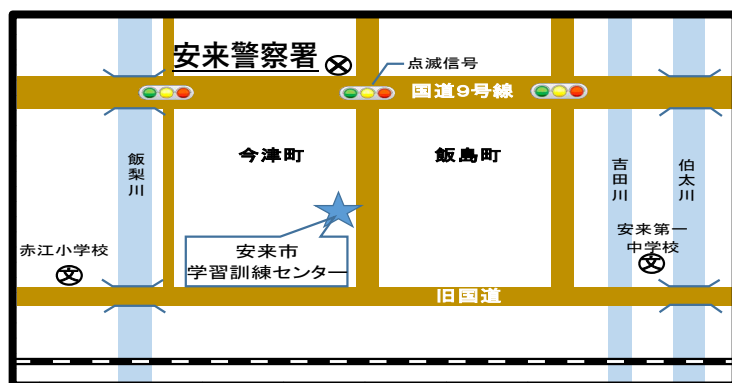 安来警察署
点滅信号
国道9号線
今津町
飯島町
飯梨川
吉田川
伯太川
安来市
学習訓練センター
赤江小学校
文
安来第一
中学校
文
旧国道